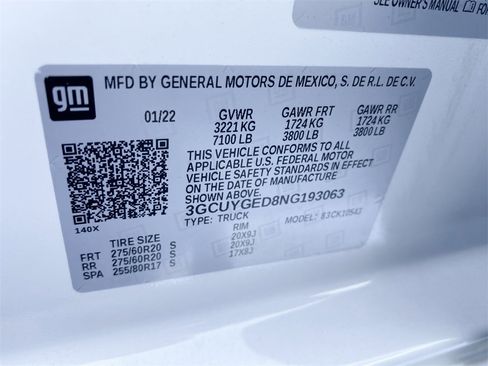 SEE OWNER'S MANUAL
gm
MFD BY GENERAL MOTORS DE MEXICO, S. DE R.L. DE C.V.
01/22 GVWR GAWR FRT GAWR RR
3221 KG 1724 KG 1724 KG
7100 LB 3800 LB 3800 LB
THIS VEHICLE CONFORMS TO ALL
APPLICABLE U.S. FEDERAL MOTOR
VEHICLE SAFETY STANDARDS IN EFFECT
ON THE DATE OF MANUFACTURE
SHOWN ABOVE.
3GCUYGED8NG193063
TYPE: TRUCK MODEL: 83CK10543
140X
TIRE SIZE RIM
FRT 275/60R20 S 20X9J
RR 275/60R20 S 20X9J
SPA 255/80R17 S 17X8J